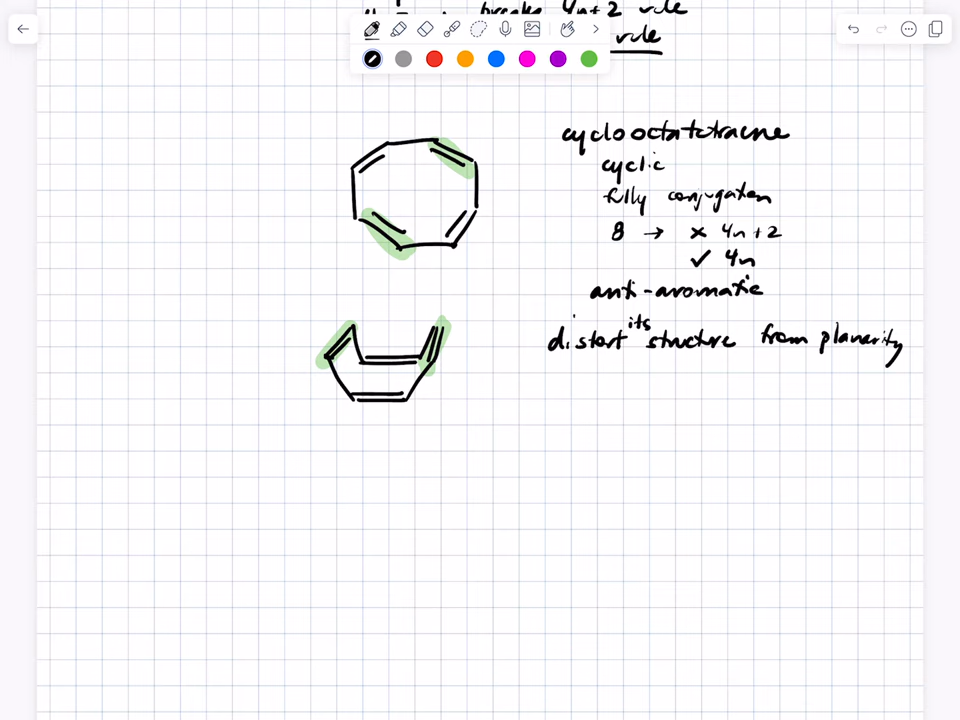 breaks 4n+2 rule
rule
cyclooctatetraene
cyclic
fully conjugation
8 → × 4n+2
✓ 4n
anti-aromatic
distort its structure from planarity